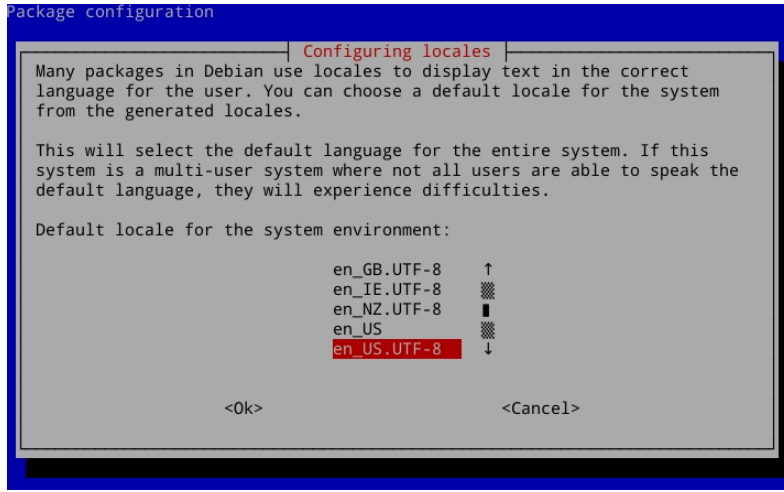 Package configuration
Configuring locales
Many packages in Debian use locales to display text in the correct
language for the user. You can choose a default locale for the system
from the generated locales.
This will select the default language for the entire system. If this
system is a multi-user system where not all users are able to speak the
default language, they will experience difficulties.
Default locale for the system environment:
en_GB.UTF-8 ↑
en_IE.UTF-8
en_NZ.UTF-8
en_US
en_US.UTF-8 ↓
<Ok> <Cancel>